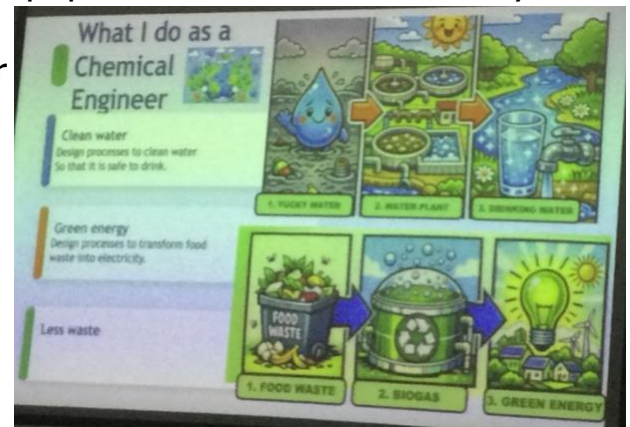 What I do as a
Chemical
Engineer
Clean water
Design processes to clean water
So that it is safe to drink.
Green energy
Design processes to transform food
waste into electricity.
Less waste
1. YUCKY WATER
2. WATER PLANT
3. DRINKING WATER
FOOD
WASTE
1. FOOD WASTE
2. BIOGAS
3. GREEN ENERGY